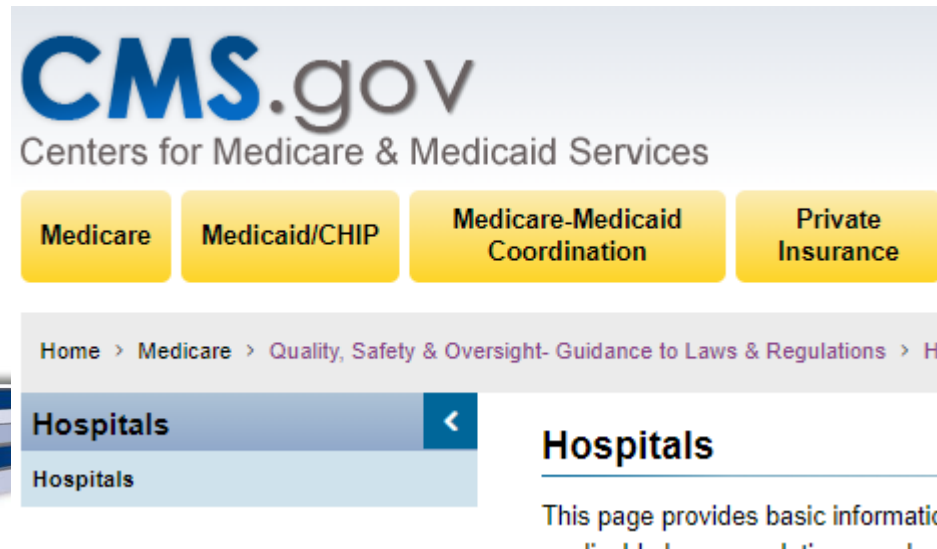 CMS.gov
Centers for Medicare & Medicaid Services
Medicare
Medicaid/CHIP
Medicare-Medicaid
Coordination
Private
Insurance
Home > Medicare > Quality, Safety & Oversight- Guidance to Laws & Regulations > H
Hospitals
Hospitals
Hospitals
This page provides basic informatio